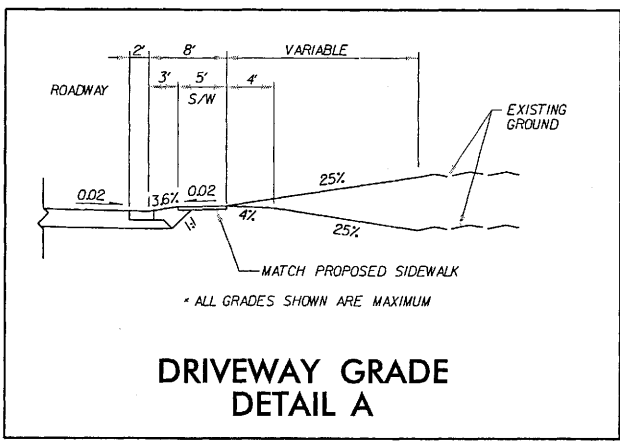 2' 8' VARIABLE
3' 5' 4'
ROADWAY
S/W
EXISTING
GROUND
25%
0.02 3.6% 0.02
4%
25%
1:1
MATCH PROPOSED SIDEWALK
* ALL GRADES SHOWN ARE MAXIMUM
DRIVEWAY GRADE
DETAIL A